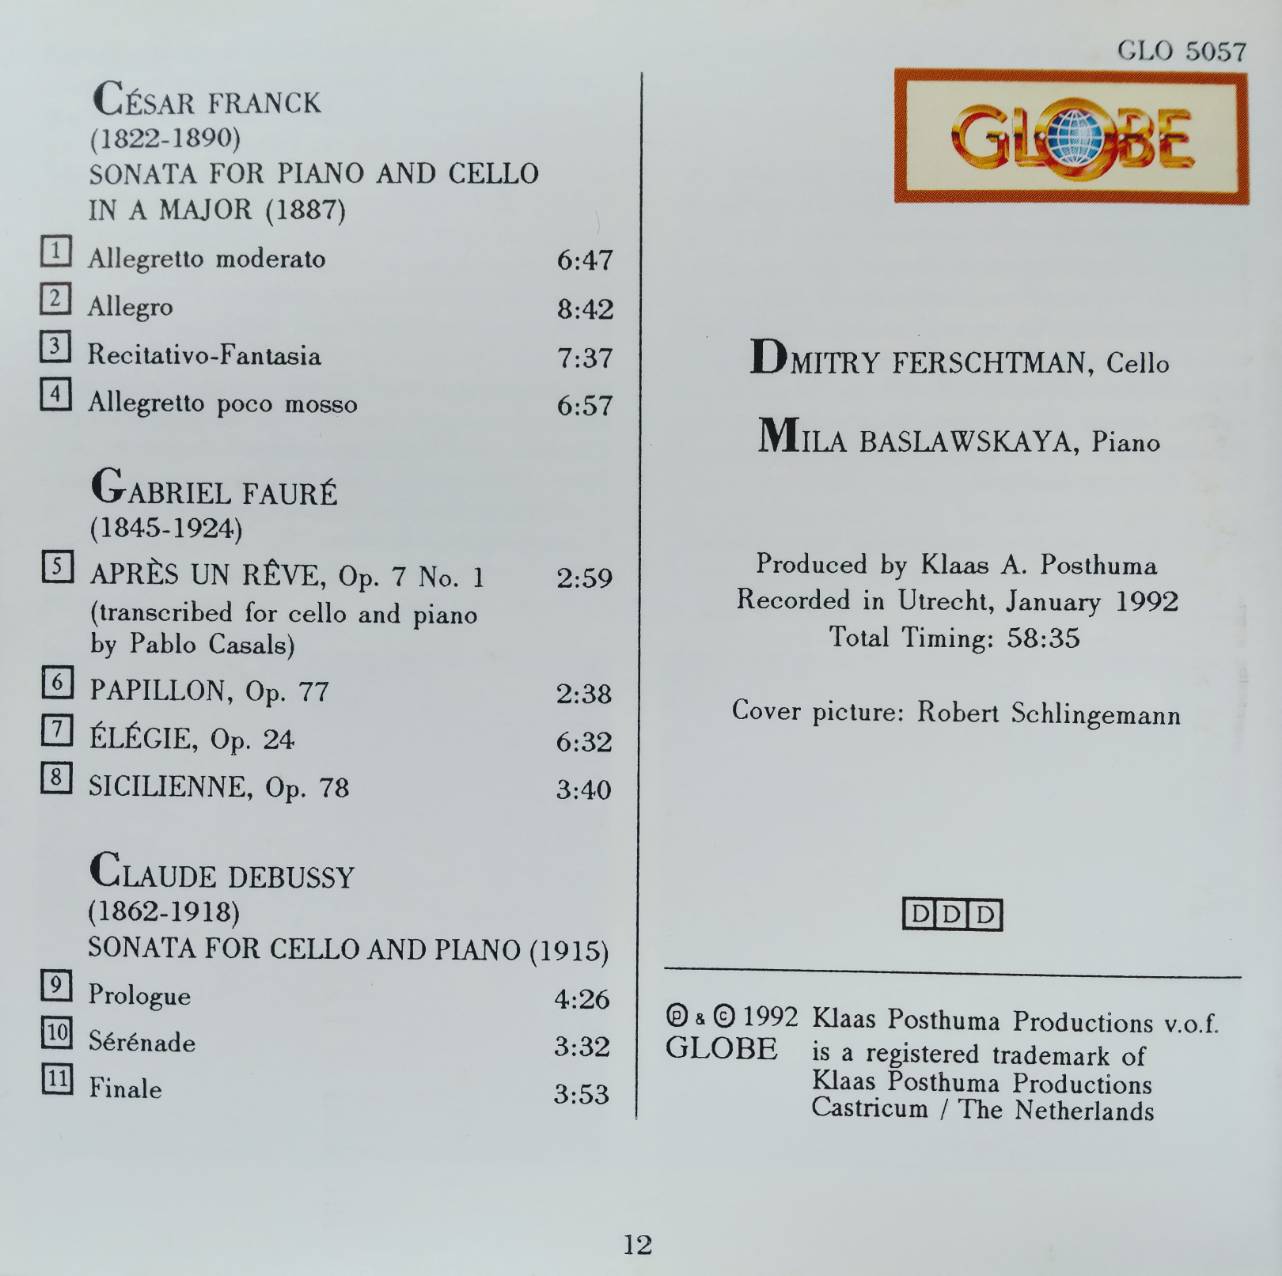 CÉSAR FRANCK
(1822-1890)
SONATA FOR PIANO AND CELLO
IN A MAJOR (1887)
1 Allegretto moderato 6:47
2 Allegro 8:42
3 Recitativo-Fantasia 7:37
4 Allegretto poco mosso 6:57
GABRIEL FAURÉ
(1845-1924)
5 APRÈS UN RÊVE, Op. 7 No. 1 2:59
(transcribed for cello and piano
by Pablo Casals)
6 PAPILLON, Op. 77 2:38
7 ÉLÉGIE, Op. 24 6:32
8 SICILIENNE, Op. 78 3:40
CLAUDE DEBUSSY
(1862-1918)
SONATA FOR CELLO AND PIANO (1915)
9 Prologue 4:26
10 Sérénade 3:32
11 Finale 3:53
GLO 5057
GLOBE
DMITRY FERSCHTMAN, Cello
MILA BASLAWSKAYA, Piano
Produced by Klaas A. Posthuma
Recorded in Utrecht, January 1992
Total Timing: 58:35
Cover picture: Robert Schlingemann
DDD
℗ & © 1992 Klaas Posthuma Productions v.o.f.
GLOBE is a registered trademark of
Klaas Posthuma Productions
Castricum / The Netherlands
12